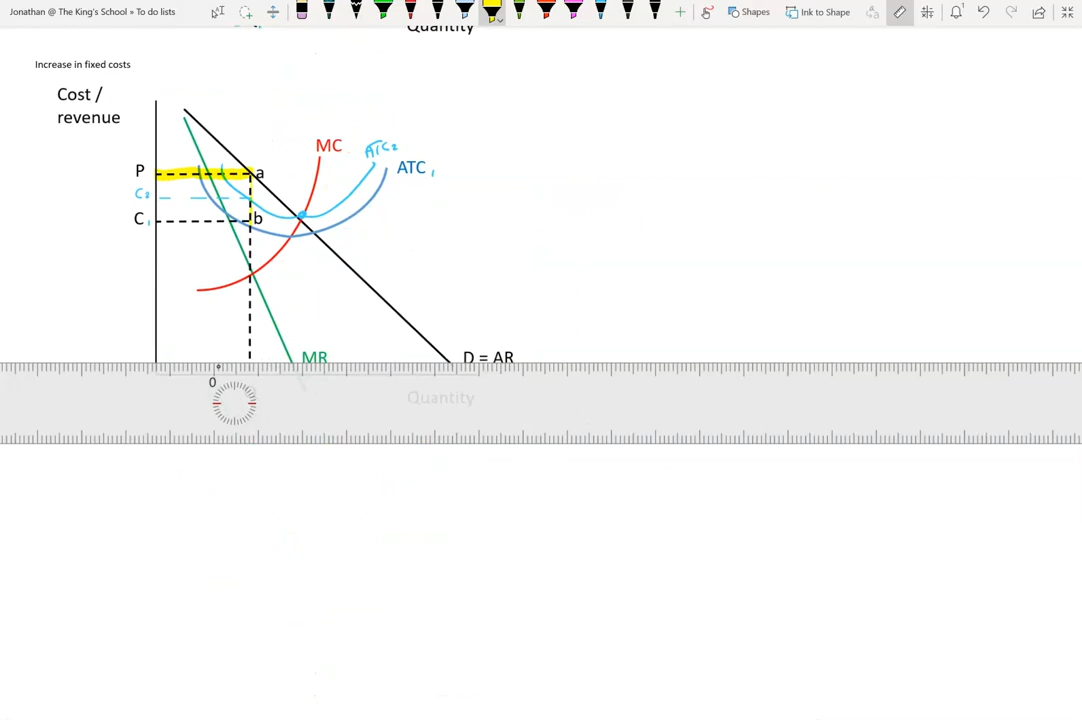 Jonathan @ The King's School » To do lists
Shapes
Ink to Shape
1
Quantity
Increase in fixed costs
Cost /
revenue
MC
ATC2
ATC1
P
a
C2
C1
b
MR
D = AR
0
Quantity